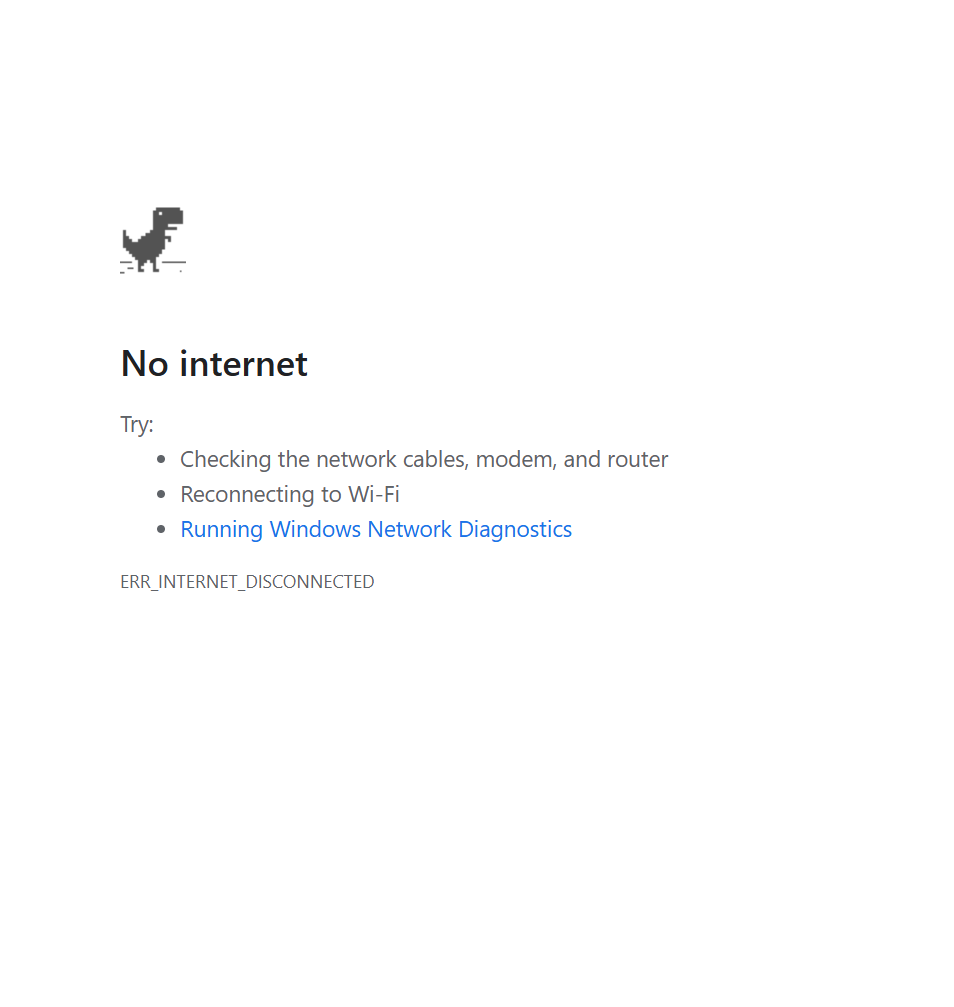 No internet
Try:
• Checking the network cables, modem, and router
• Reconnecting to Wi-Fi
• Running Windows Network Diagnostics
ERR_INTERNET_DISCONNECTED